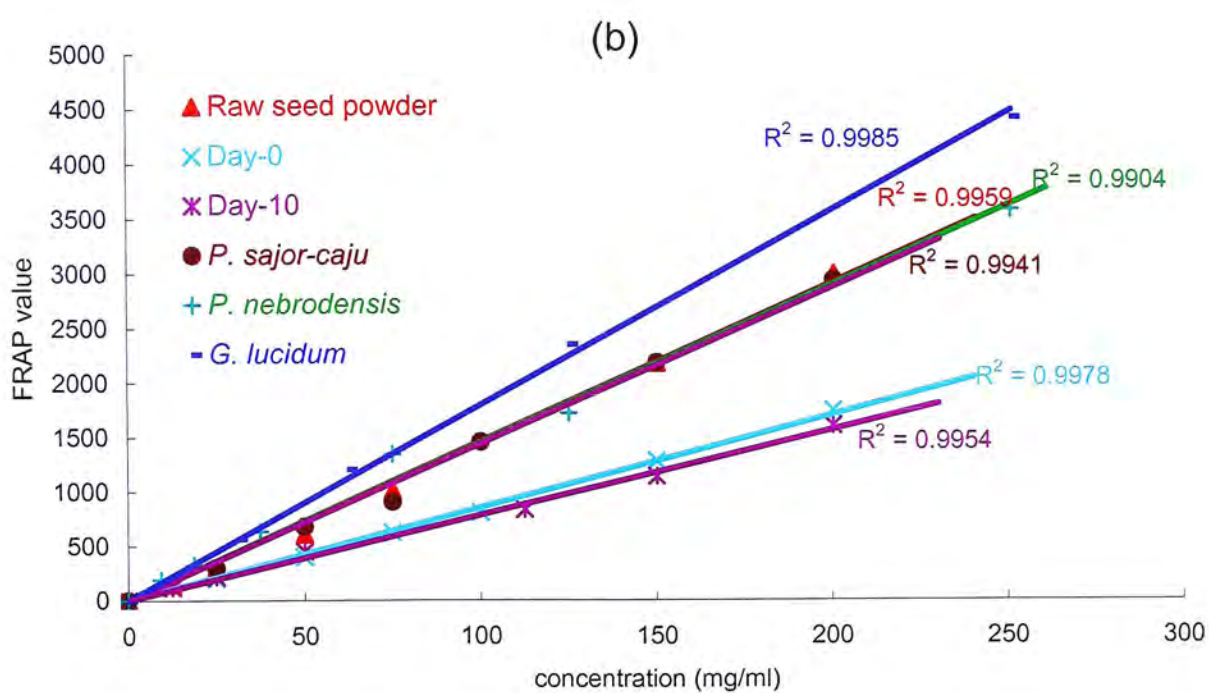 (b)
5000
4500
4000
3500
3000
2500
2000
1500
1000
500
0
FRAP value
Raw seed powder
Day-0
Day-10
P. sajor-caju
P. nebrodensis
G. lucidum
R² = 0.9985
R² = 0.9904
R² = 0.9959
R² = 0.9941
R² = 0.9978
R² = 0.9954
0 50 100 150 200 250 300
concentration (mg/ml)